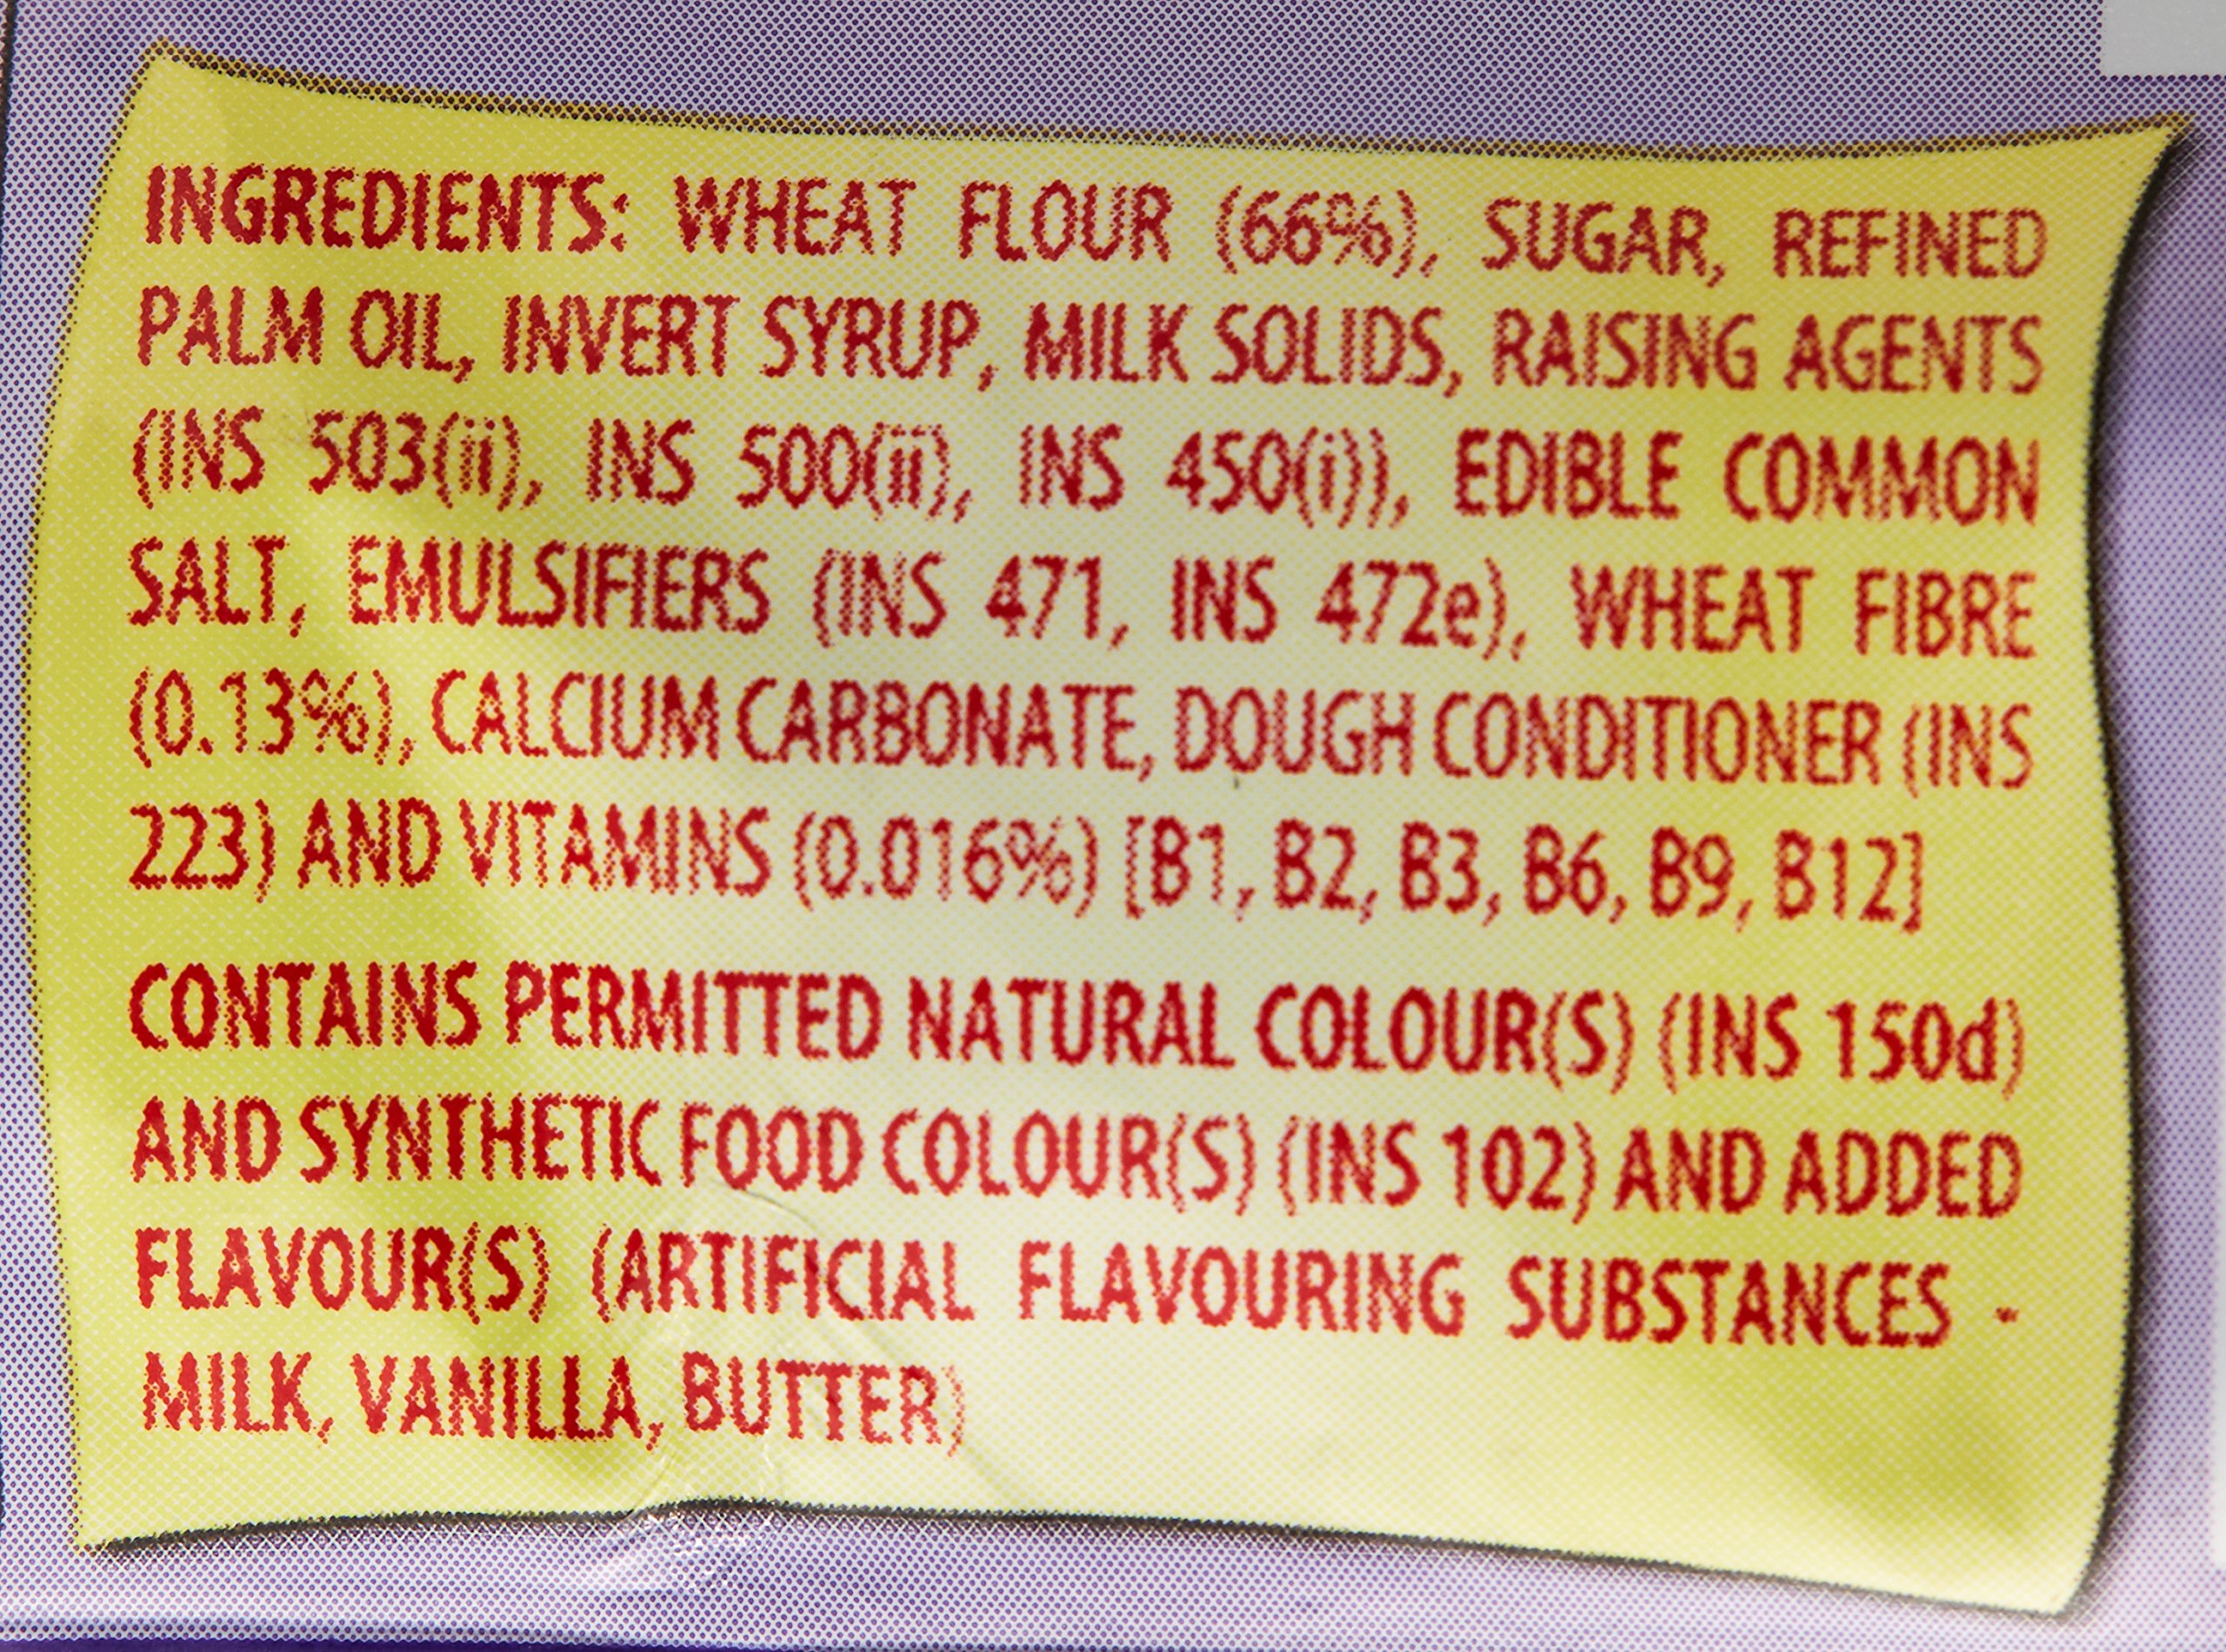 INGREDIENTS: WHEAT FLOUR (66%), SUGAR, REFINED
PALM OIL, INVERT SYRUP, MILK SOLIDS, RAISING AGENTS
(INS 503(ii), INS 500(ii), INS 450(i)), EDIBLE COMMON
SALT, EMULSIFIERS (INS 471, INS 472e), WHEAT FIBRE
(0.13%), CALCIUM CARBONATE, DOUGH CONDITIONER (INS
223) AND VITAMINS (0.016%) [B1, B2, B3, B6, B9, B12]
CONTAINS PERMITTED NATURAL COLOUR(S) (INS 150d)
AND SYNTHETIC FOOD COLOUR(S) (INS 102) AND ADDED
FLAVOUR(S) (ARTIFICIAL FLAVOURING SUBSTANCES -
MILK, VANILLA, BUTTER)